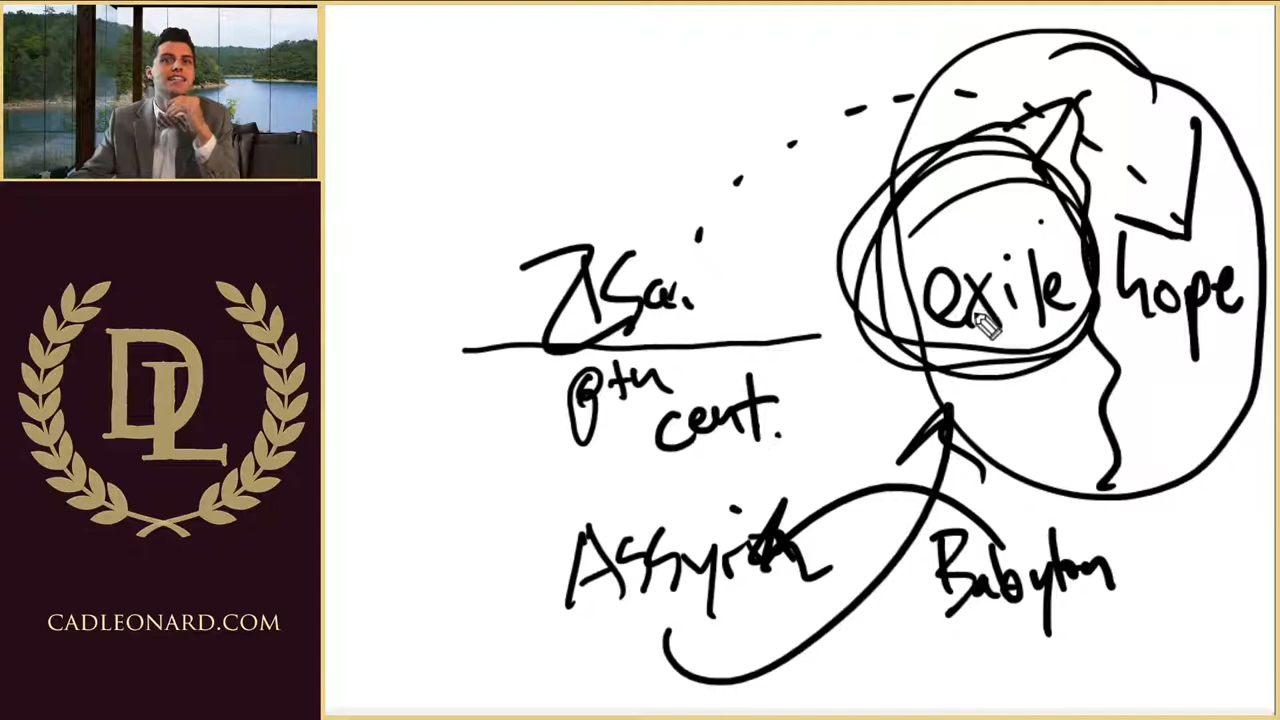 DL
CADLEONARD.COM
Isa.
8th
cent.
exile
hope
Assyria
Babylon